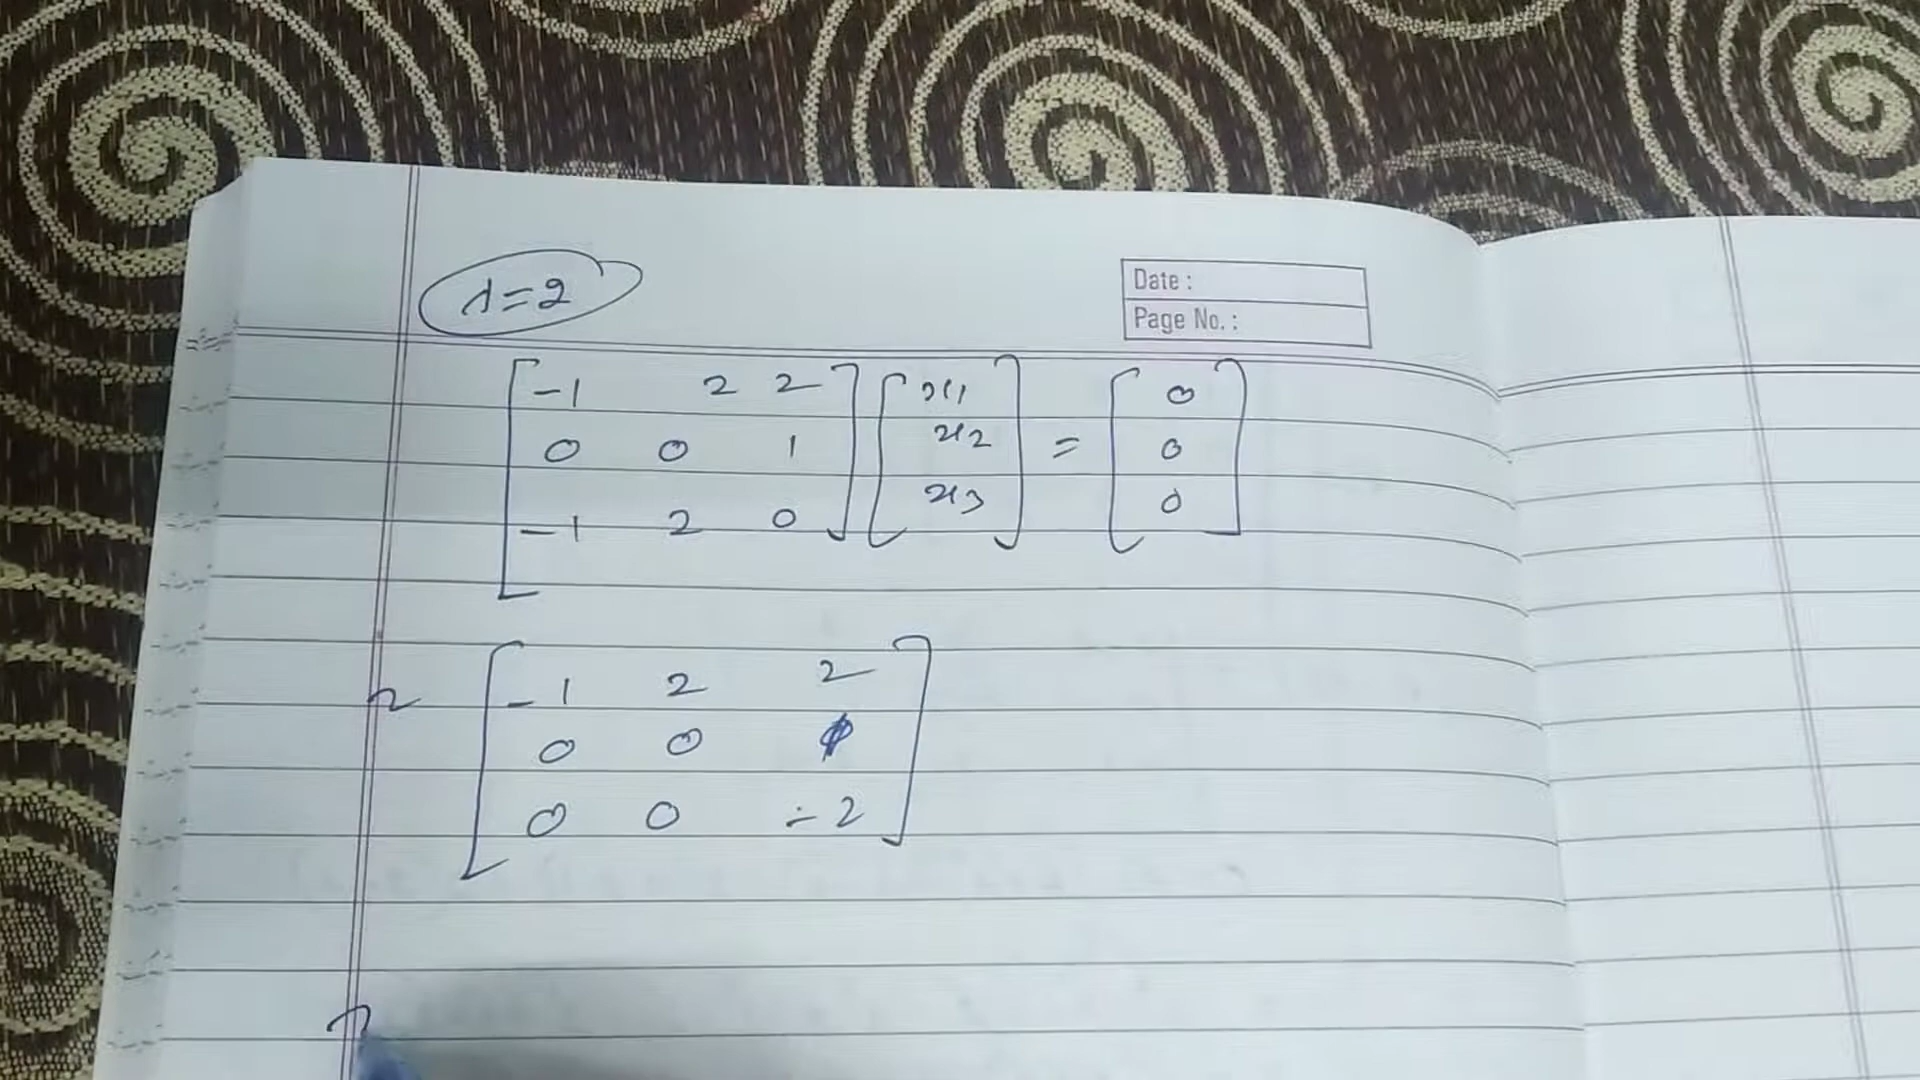 λ=2
Date :
Page No. :
[ -1 2 2 ] [ x1 ] [ 0 ]
[ 0 0 1 ] [ x2 ] = [ 0 ]
[ -1 2 0 ] [ x3 ] [ 0 ]
~ [ -1 2 2 ]
[ 0 0 ]
[ 0 0 -2 ]